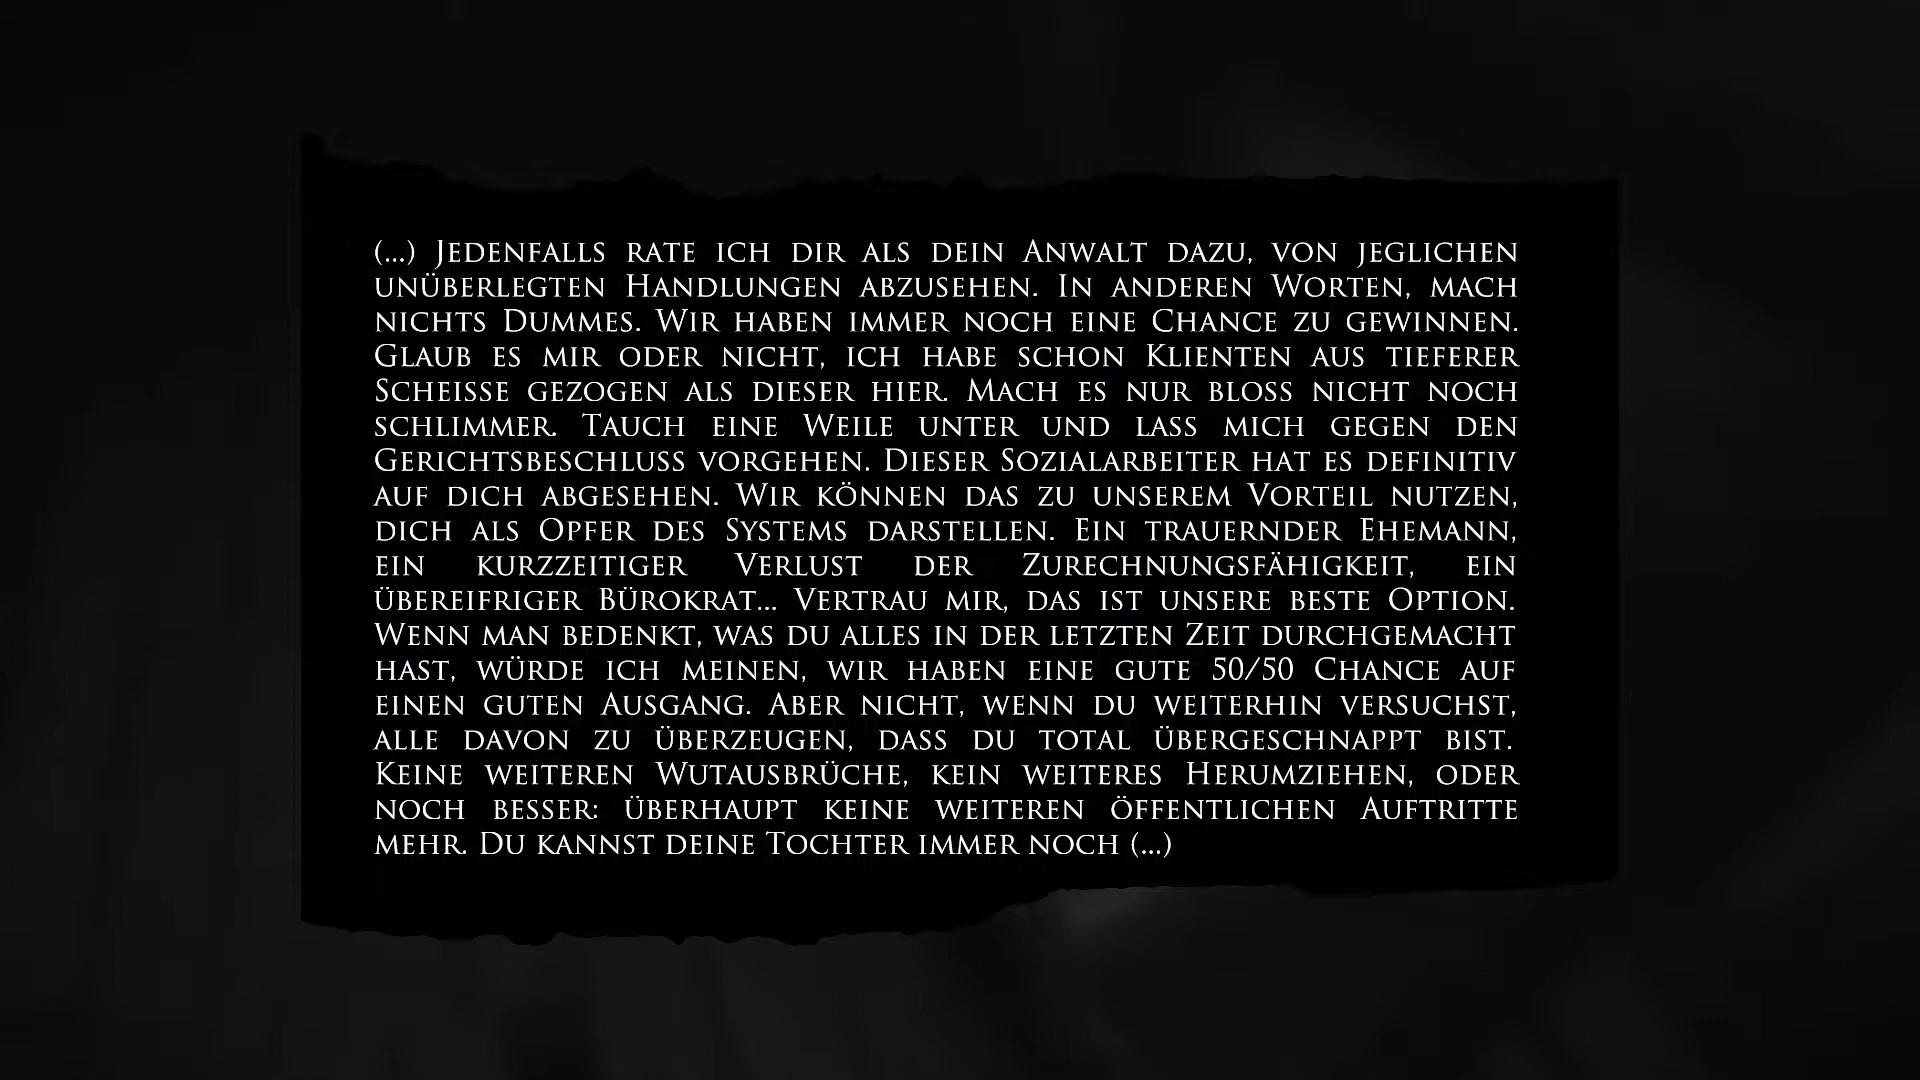 (...) Jedenfalls rate ich dir als dein Anwalt dazu, von jeglichen
unüberlegten Handlungen abzusehen. In anderen Worten, mach
nichts Dummes. Wir haben immer noch eine Chance zu gewinnen.
Glaub es mir oder nicht, ich habe schon Klienten aus tieferer
Scheisse gezogen als dieser hier. Mach es nur bloss nicht noch
schlimmer. Tauch eine Weile unter und lass mich gegen den
Gerichtsbeschluss vorgehen. Dieser Sozialarbeiter hat es definitiv
auf dich abgesehen. Wir können das zu unserem Vorteil nutzen,
dich als Opfer des Systems darstellen. Ein trauernder Ehemann,
ein kurzzeitiger Verlust der Zurechnungsfähigkeit, ein
übereifriger Bürokrat... Vertrau mir, das ist unsere beste Option.
Wenn man bedenkt, was du alles in der letzten Zeit durchgemacht
hast, würde ich meinen, wir haben eine gute 50/50 Chance auf
einen guten Ausgang. Aber nicht, wenn du weiterhin versuchst,
alle davon zu überzeugen, dass du total übergeschnappt bist.
Keine weiteren Wutausbrüche, kein weiteres Herumziehen, oder
noch besser: überhaupt keine weiteren öffentlichen Auftritte
mehr. Du kannst deine Tochter immer noch (...)